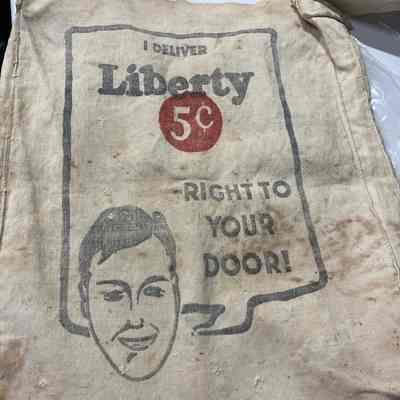 I DELIVER
Liberty
5¢
-RIGHT TO
YOUR
DOOR!